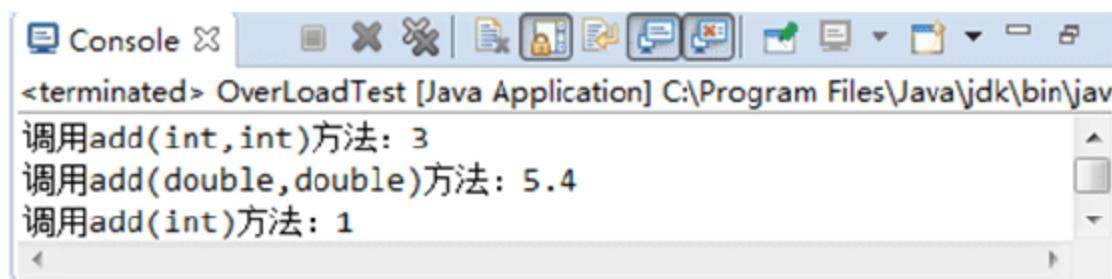 Console
<terminated> OverLoadTest [Java Application] C:\Program Files\Java\jdk\bin\jav
调用add(int,int)方法：3
调用add(double,double)方法：5.4
调用add(int)方法：1